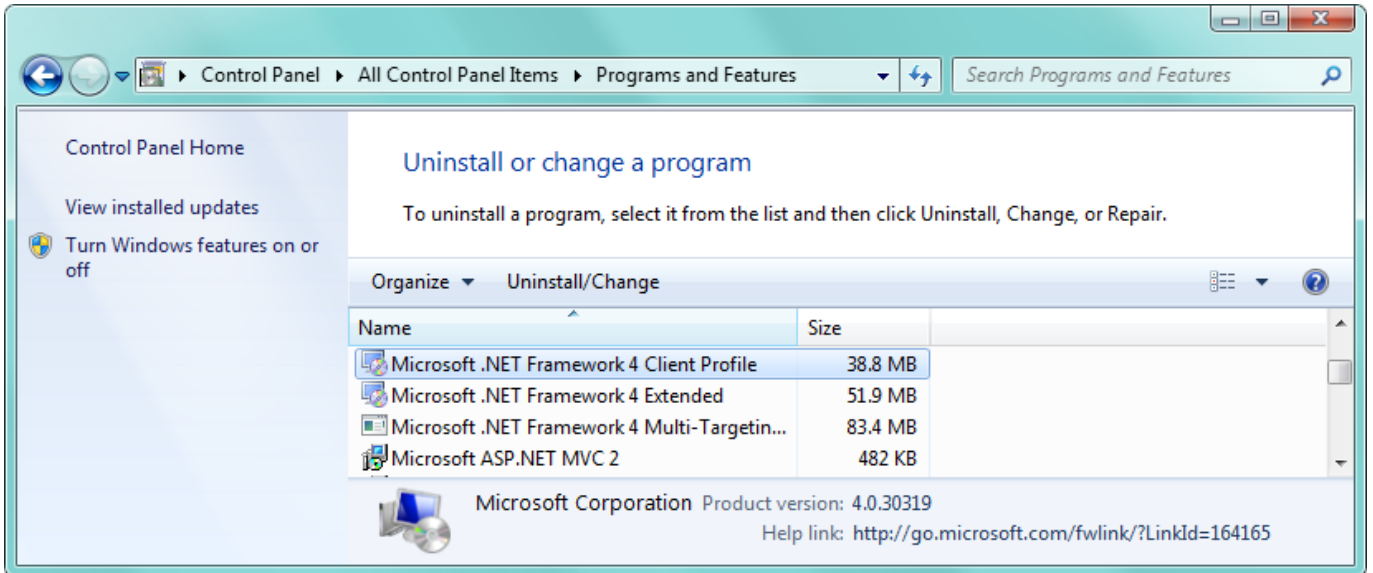 Control Panel ▸ All Control Panel Items ▸ Programs and Features
Search Programs and Features
Control Panel Home
View installed updates
Turn Windows features on or
off
Uninstall or change a program
To uninstall a program, select it from the list and then click Uninstall, Change, or Repair.
Organize Uninstall/Change
Name Size
Microsoft .NET Framework 4 Client Profile 38.8 MB
Microsoft .NET Framework 4 Extended 51.9 MB
Microsoft .NET Framework 4 Multi-Targetin... 83.4 MB
Microsoft ASP.NET MVC 2 482 KB
Microsoft Corporation Product version: 4.0.30319
Help link: http://go.microsoft.com/fwlink/?LinkId=164165